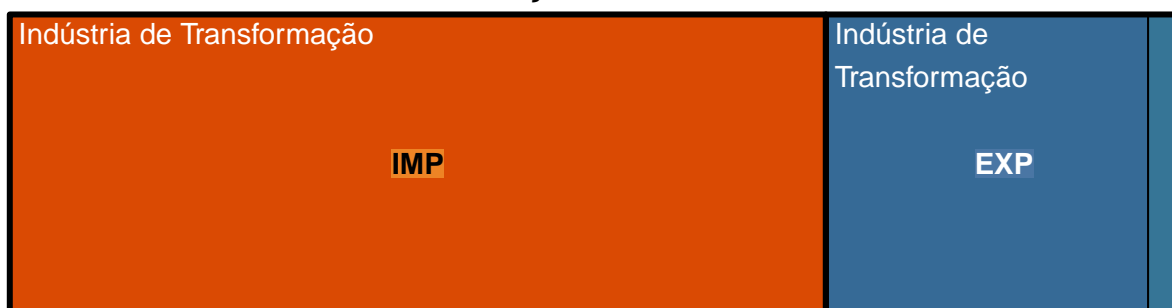 Indústria de Transformação
IMP
Indústria de
Transformação
EXP